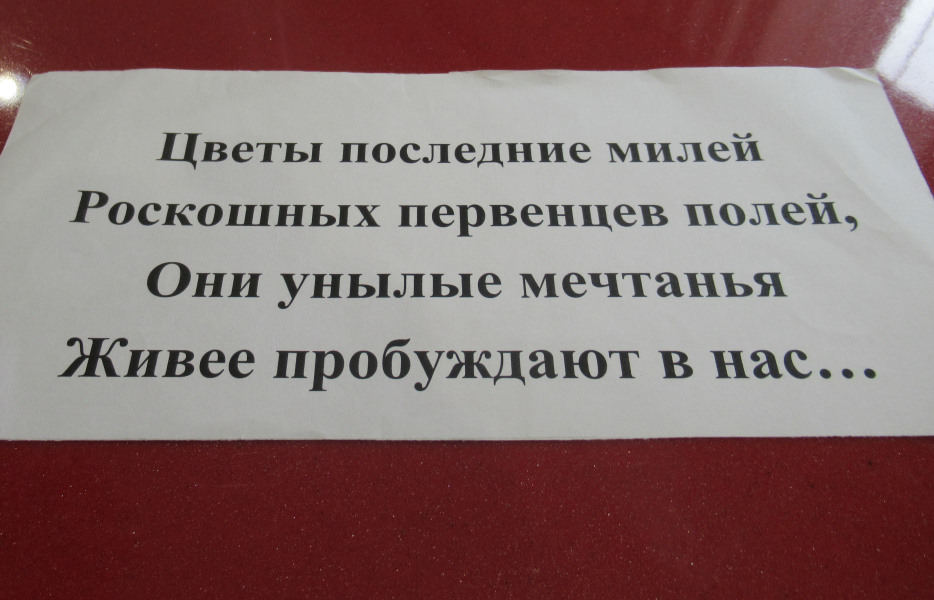 Цветы последние милей
Роскошных первенцев полей,
Они унылые мечтанья
Живее пробуждают в нас...